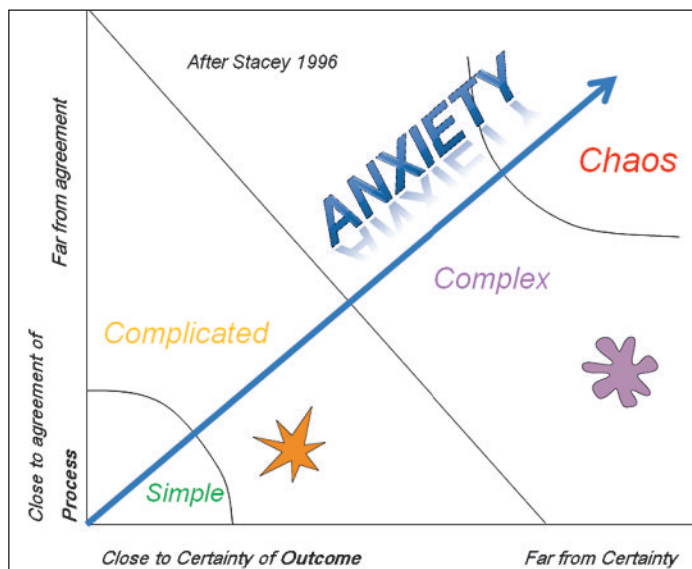 After Stacey 1996
ANXIETY
Chaos
Far from agreement
Complex
Complicated
Close to agreement of
Process
Simple
Close to Certainty of Outcome
Far from Certainty